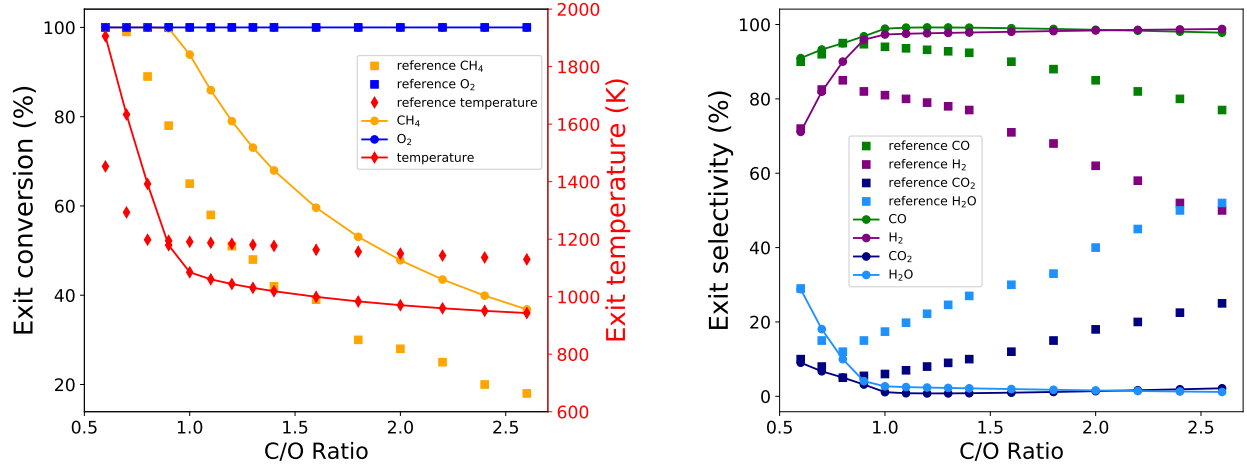 100
80
60
40
20
Exit conversion (%)
0.5
1.0
1.5
2.0
2.5
C/O Ratio
2000
1800
1600
1400
1200
1000
800
600
Exit temperature (K)
reference CH₄
reference O₂
reference temperature
CH₄
O₂
temperature
100
80
60
40
20
0
Exit selectivity (%)
0.5
1.0
1.5
2.0
2.5
C/O Ratio
reference CO
reference H₂
reference CO₂
reference H₂O
CO
H₂
CO₂
H₂O